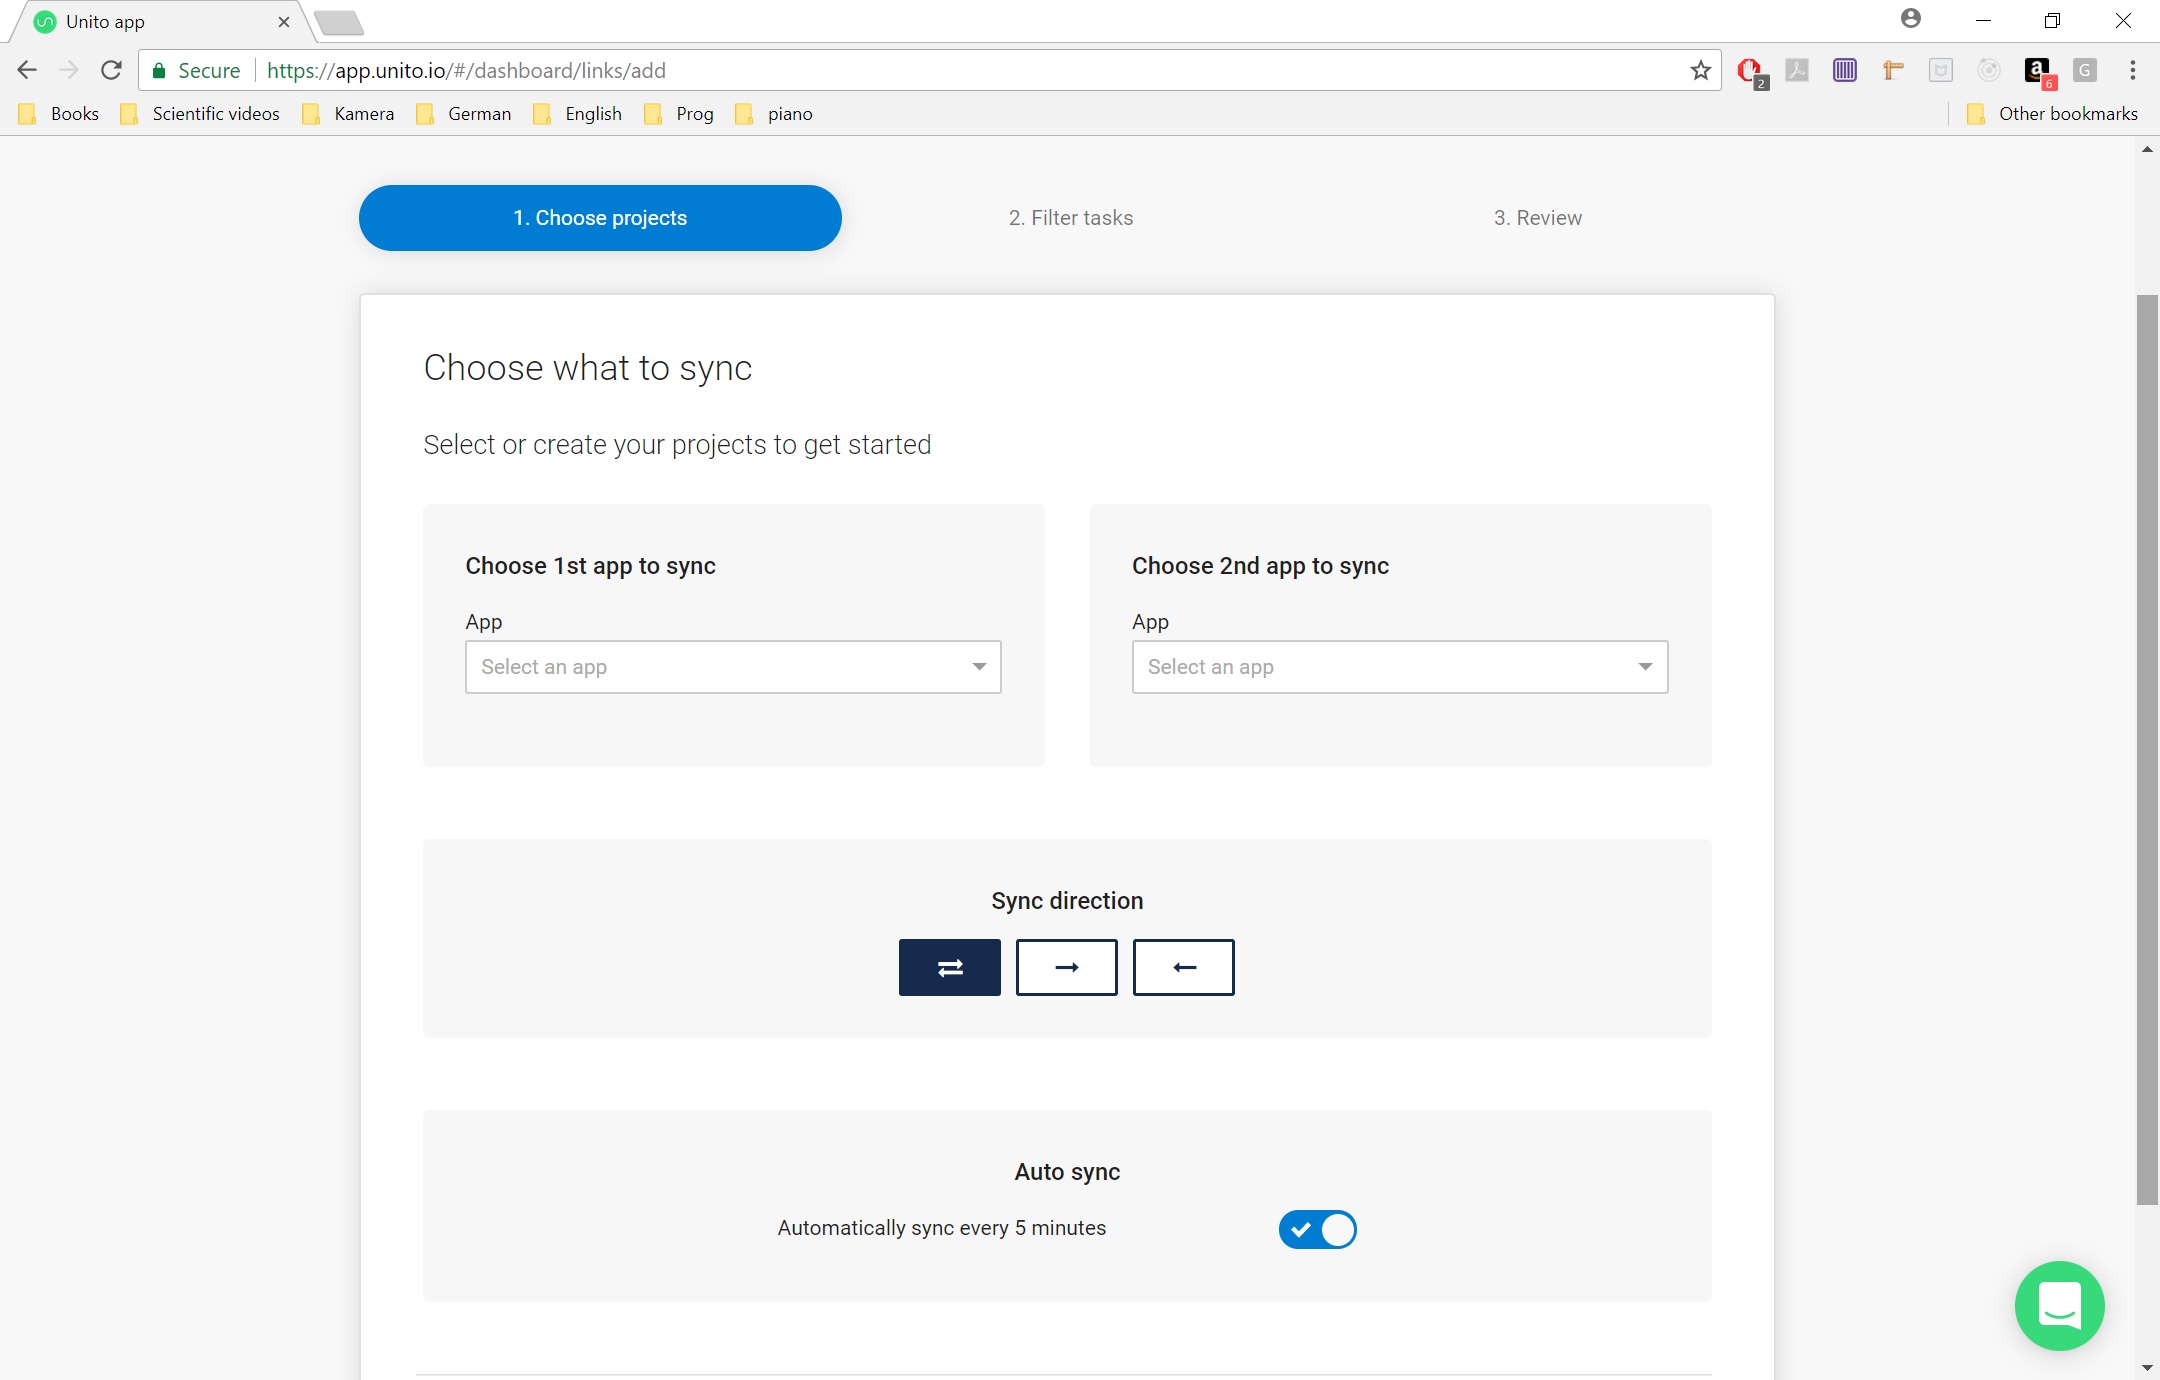 Unito app
Secure https://app.unito.io/#/dashboard/links/add
2
6
G
Books Scientific videos Kamera German English Prog piano Other bookmarks
1. Choose projects 2. Filter tasks 3. Review
Choose what to sync
Select or create your projects to get started
Choose 1st app to sync
App
Select an app
Choose 2nd app to sync
App
Select an app
Sync direction
Auto sync
Automatically sync every 5 minutes